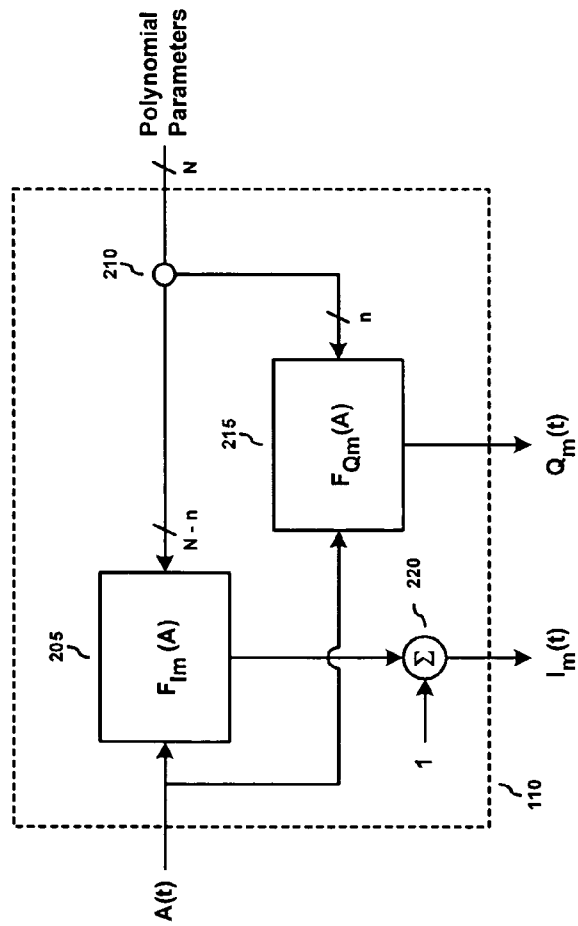 Polynomial
Parameters
N
210
n
N - n
215
F_Qm(A)
205
F_Im(A)
A(t)
220
Σ
1
110
Q_m(t)
I_m(t)